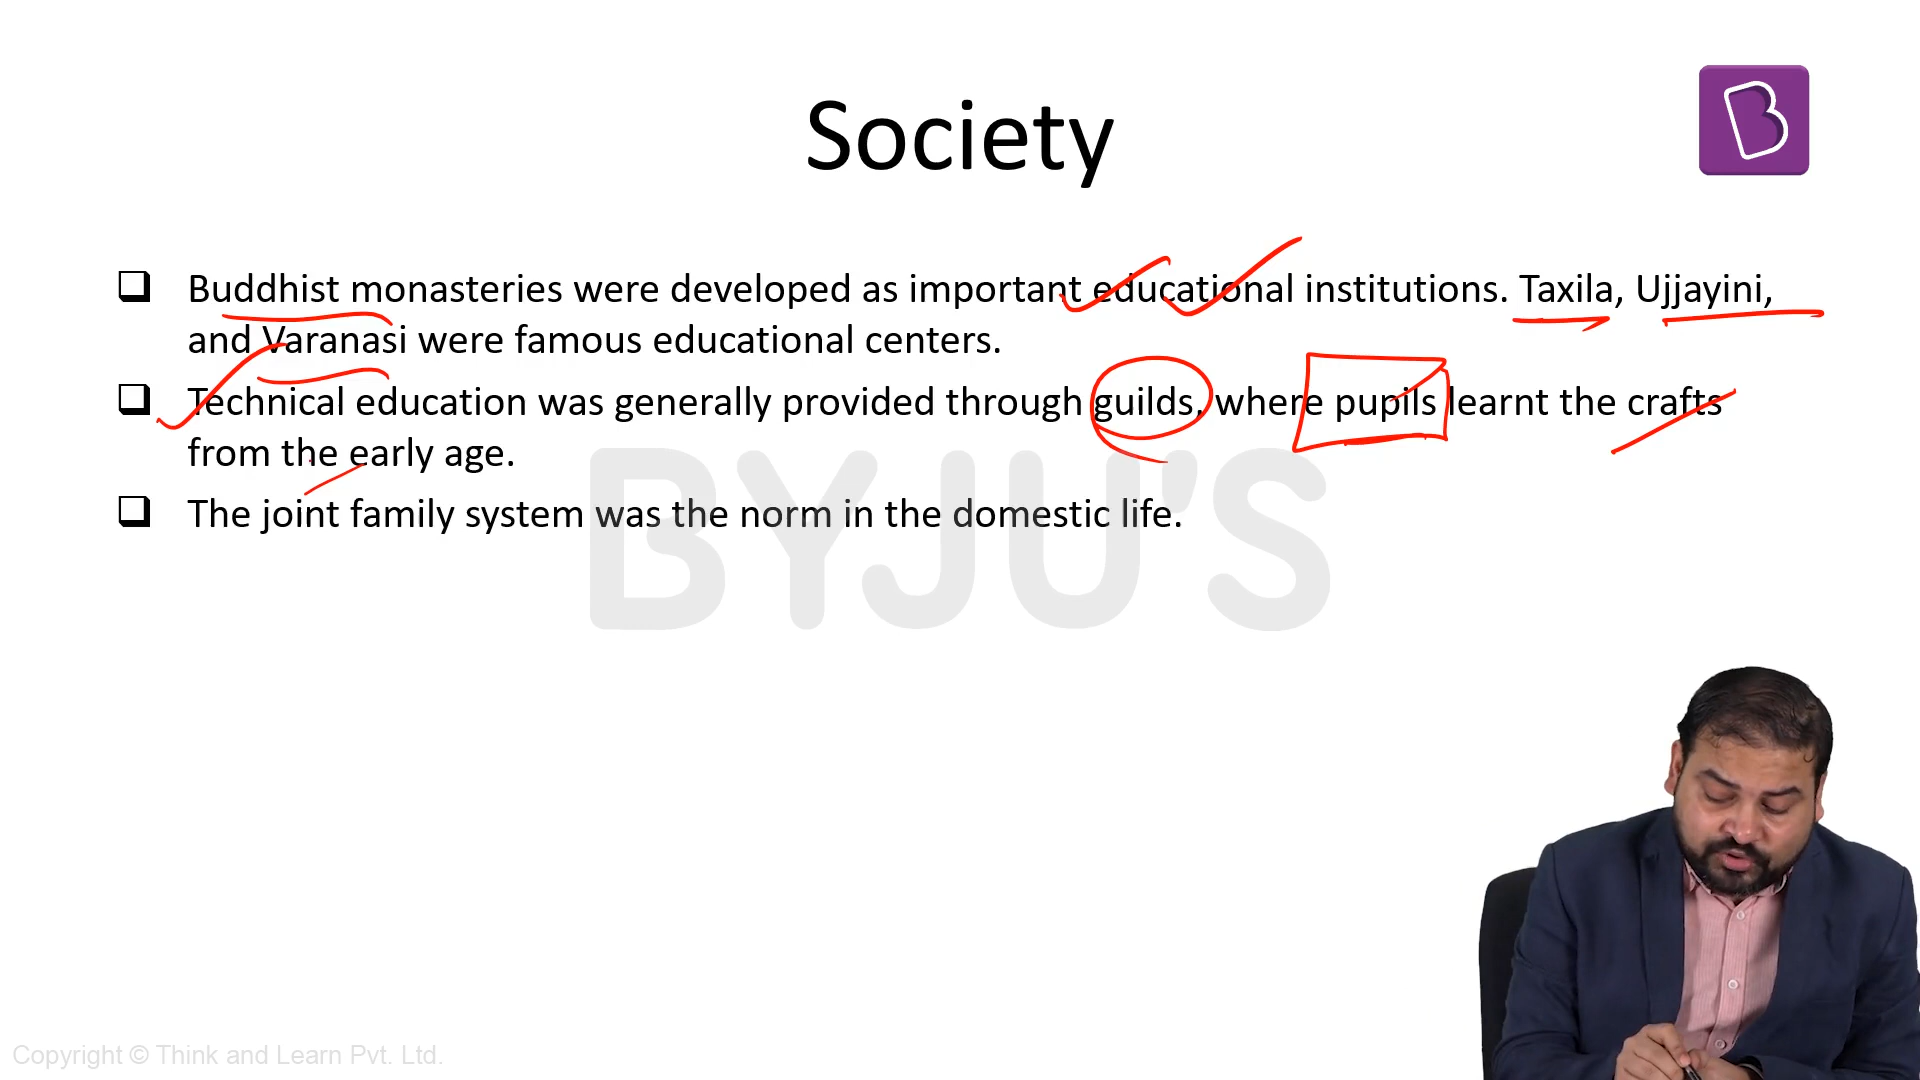 Society
Buddhist monasteries were developed as important educational institutions. Taxila, Ujjayini,
and Varanasi were famous educational centers.
Technical education was generally provided through guilds, where pupils learnt the crafts
from the early age.
The joint family system was the norm in the domestic life.
BYJU'S
Copyright © Think and Learn Pvt. Ltd.